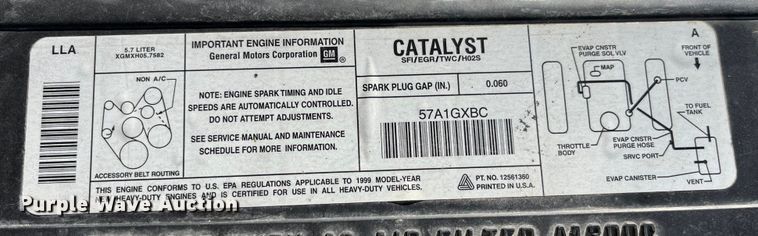 LLA
5.7 LITER
XGMXH05.7582
NON A/C
ACCESSORY BELT ROUTING
IMPORTANT ENGINE INFORMATION
General Motors Corporation GM
NOTE: ENGINE SPARK TIMING AND IDLE
SPEEDS ARE AUTOMATICALLY CONTROLLED.
DO NOT ATTEMPT ADJUSTMENTS.
SEE SERVICE MANUAL AND MAINTENANCE
SCHEDULE FOR MORE INFORMATION.
CATALYST
SFI/EGR/TWC/HO2S
SPARK PLUG GAP (IN.) 0.060
57A1GXBC
THIS ENGINE CONFORMS TO U.S. EPA REGULATIONS APPLICABLE TO 1999 MODEL-YEAR
NEW HEAVY-DUTY ENGINES AND IS CERTIFIED FOR USE IN ALL HEAVY-DUTY VEHICLES.
PT. NO. 12561360
PRINTED IN U.S.A.
EVAP CNSTR
PURGE SOL VLV
MAP
A
FRONT OF
VEHICLE
PCV
TO FUEL
TANK
THROTTLE
BODY
EVAP CNSTR
PURGE HOSE
SRVC PORT
EVAP CANISTER
VENT
Purple Wave Auction